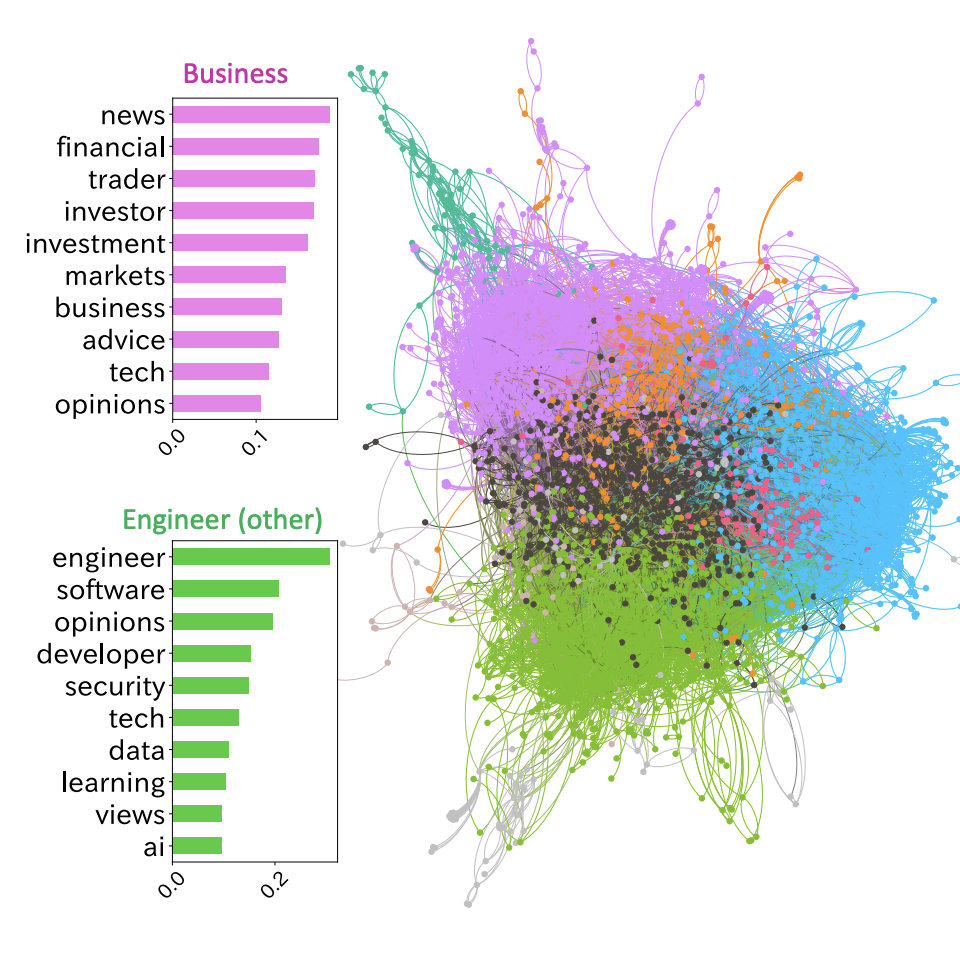 Business
news
financial
trader
investor
investment
markets
business
advice
tech
opinions
0.0
0.1
Engineer (other)
engineer
software
opinions
developer
security
tech
data
learning
views
ai
0.0
0.2